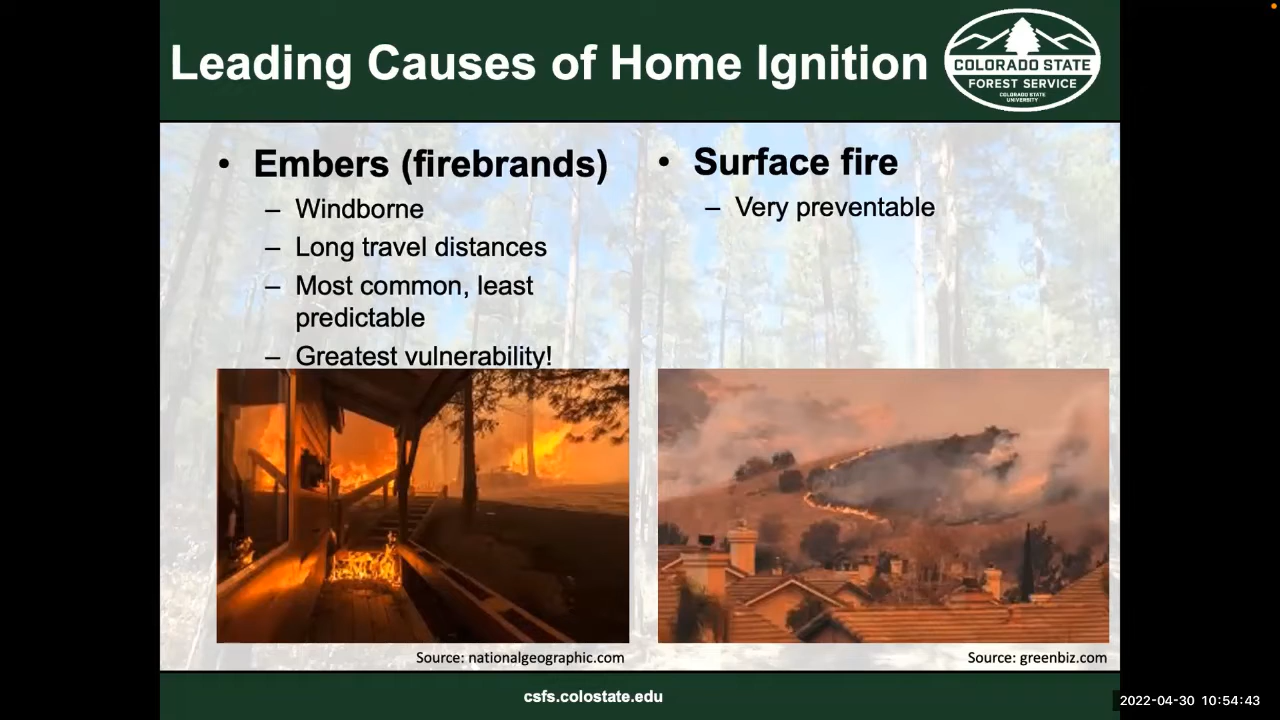 Leading Causes of Home Ignition
COLORADO STATE
FOREST SERVICE
COLORADO STATE
UNIVERSITY
• Embers (firebrands)
– Windborne
– Long travel distances
– Most common, least
predictable
– Greatest vulnerability!
• Surface fire
– Very preventable
Source: nationalgeographic.com
Source: greenbiz.com
csfs.colostate.edu
2022-04-30 10:54:43